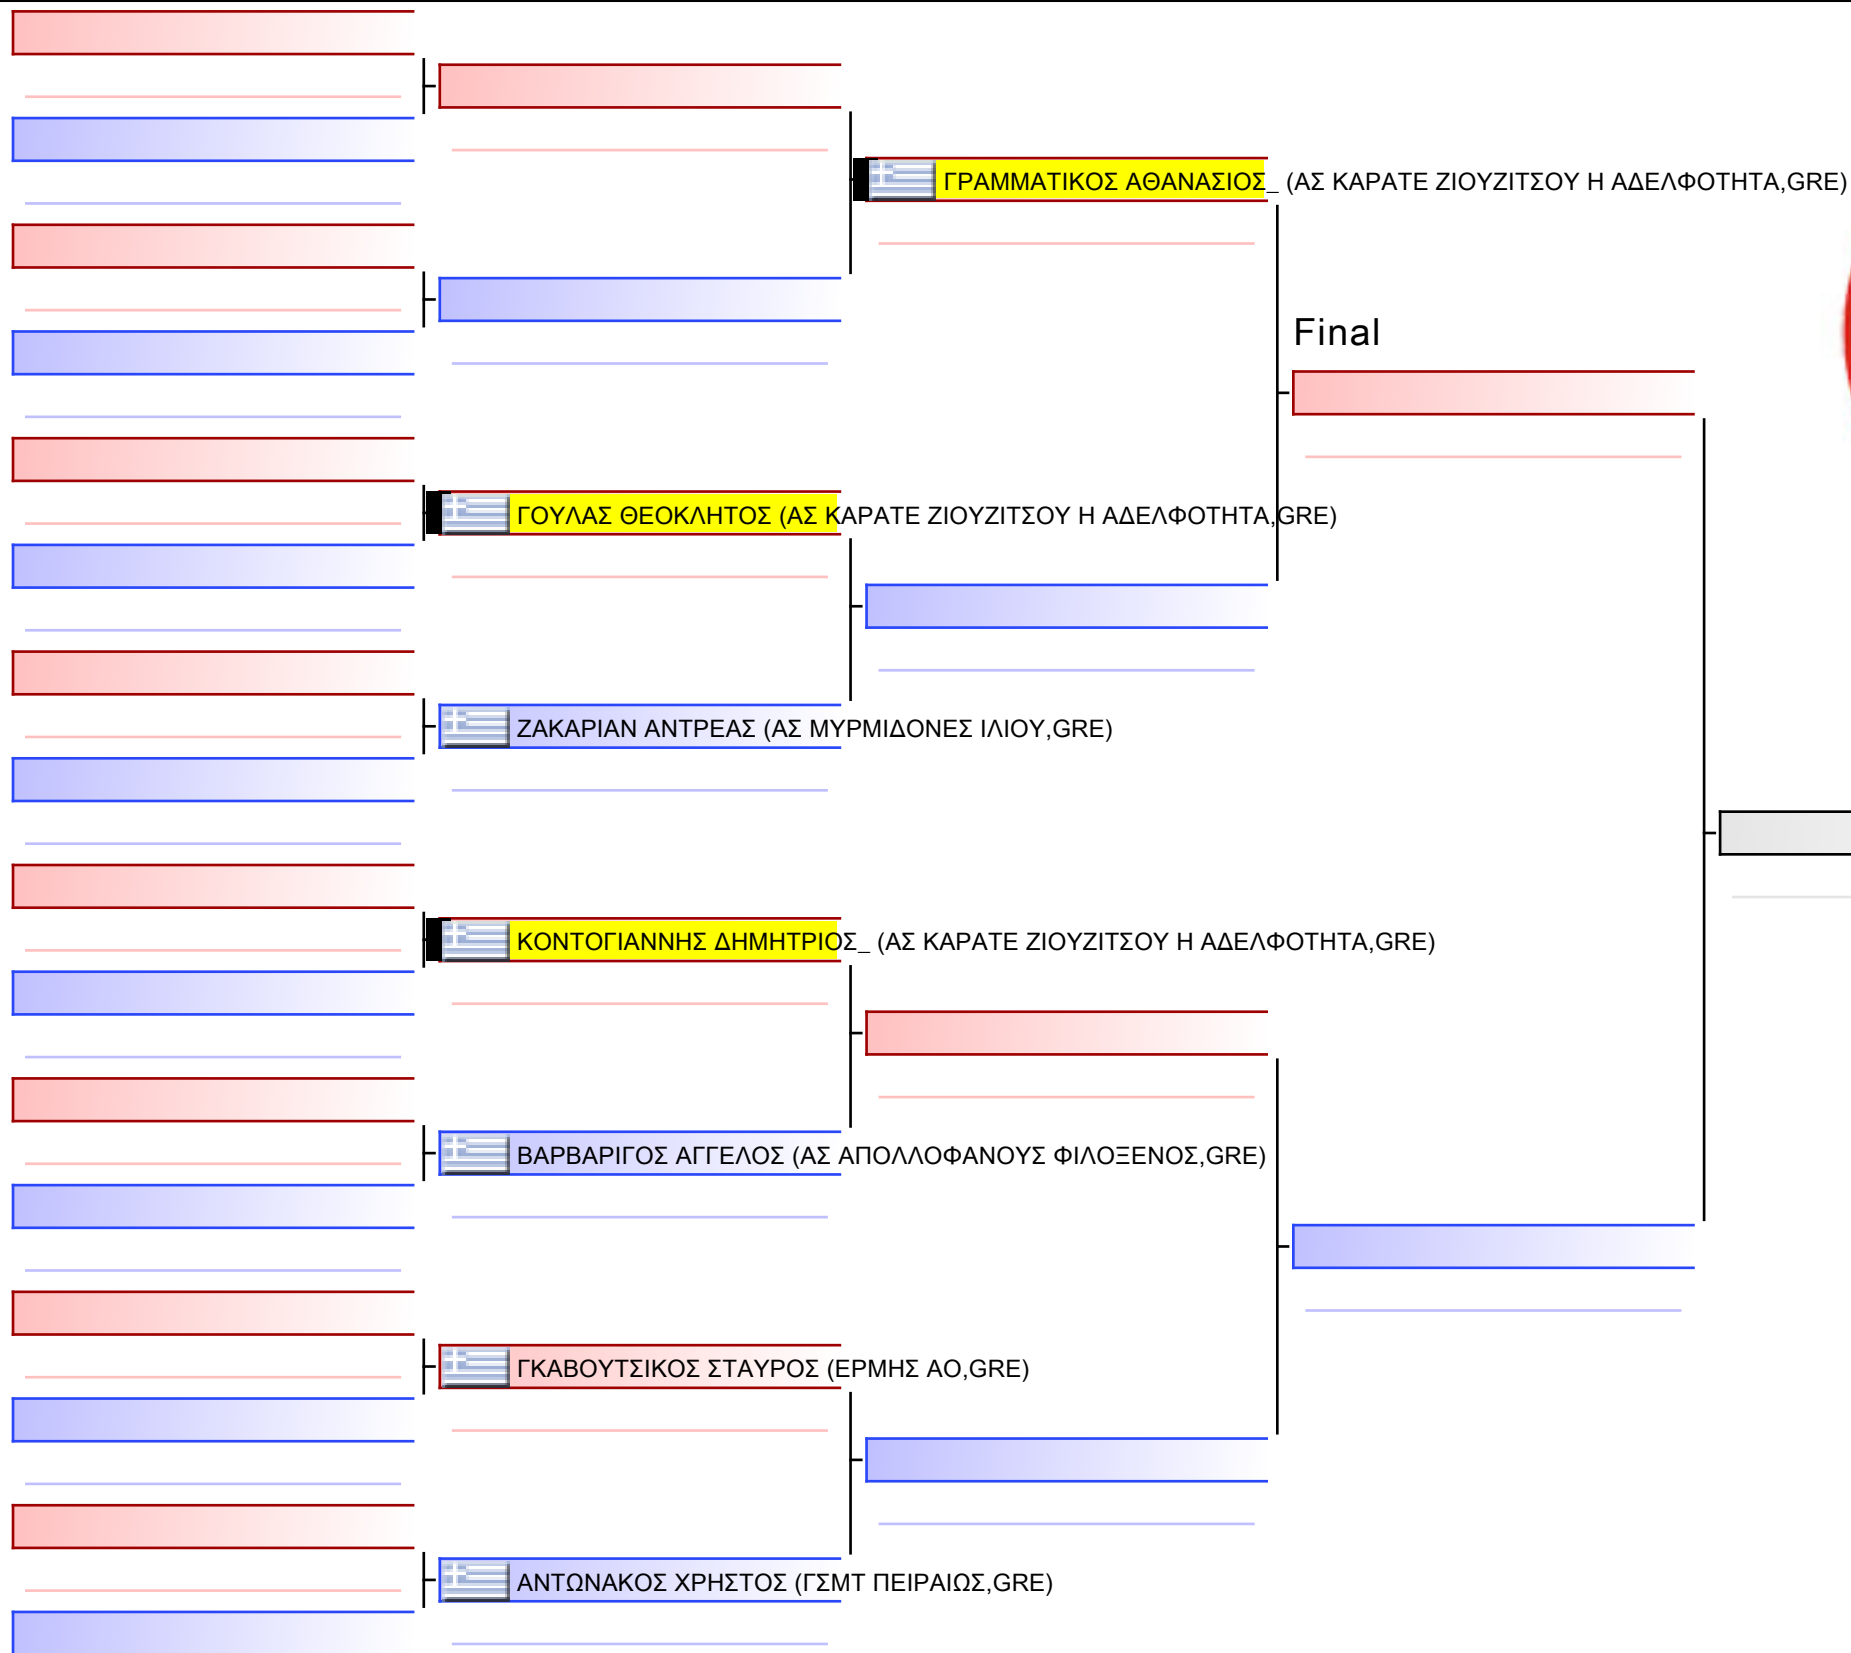 ΓΡΑΜΜΑΤΙΚΟΣ ΑΘΑΝΑΣΙΟΣ_ (ΑΣ ΚΑΡΑΤΕ ΖΙΟΥΖΙΤΣΟΥ Η ΑΔΕΛΦΟΤΗΤΑ,GRE)
Final
ΓΟΥΛΑΣ ΘΕΟΚΛΗΤΟΣ (ΑΣ ΚΑΡΑΤΕ ΖΙΟΥΖΙΤΣΟΥ Η ΑΔΕΛΦΟΤΗΤΑ,GRE)
ΖΑΚΑΡΙΑΝ ΑΝΤΡΕΑΣ (ΑΣ ΜΥΡΜΙΔΟΝΕΣ ΙΛΙΟΥ,GRE)
ΚΟΝΤΟΓΙΑΝΝΗΣ ΔΗΜΗΤΡΙΟΣ_ (ΑΣ ΚΑΡΑΤΕ ΖΙΟΥΖΙΤΣΟΥ Η ΑΔΕΛΦΟΤΗΤΑ,GRE)
ΒΑΡΒΑΡΙΓΟΣ ΑΓΓΕΛΟΣ (ΑΣ ΑΠΟΛΛΟΦΑΝΟΥΣ ΦΙΛΟΞΕΝΟΣ,GRE)
ΓΚΑΒΟΥΤΣΙΚΟΣ ΣΤΑΥΡΟΣ (ΕΡΜΗΣ ΑΟ,GRE)
ΑΝΤΩΝΑΚΟΣ ΧΡΗΣΤΟΣ (ΓΣΜΤ ΠΕΙΡΑΙΩΣ,GRE)